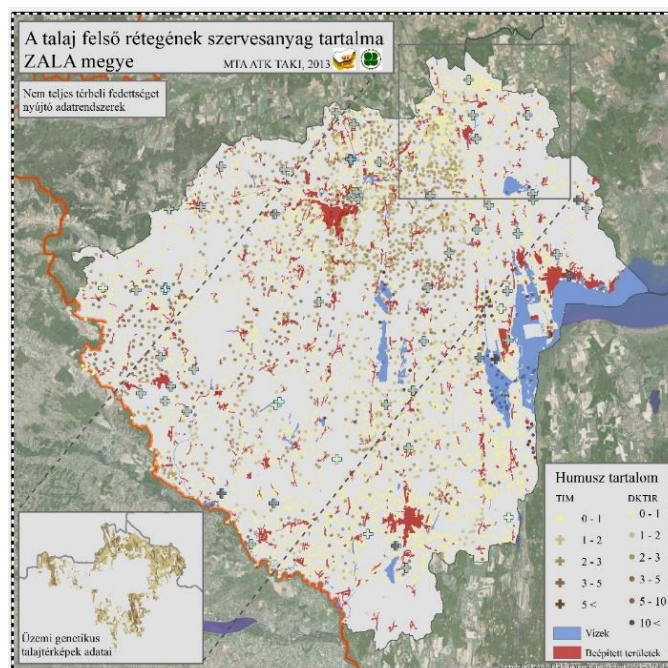 A talaj felső rétegének szervesanyag tartalma
ZALA megye
MTA ATK TAKI, 2013
Nem teljes térbeli fedettséget
nyújtó adatrendszerek
Üzemi genetikus
talajtérképek adatai
Humusz tartalom
TIM DKTIR
0 - 1 0 - 1
1 - 2 1 - 2
2 - 3 2 - 3
3 - 5 3 - 5
5 < 5 - 10
10 <
Vizek
Beépített területek